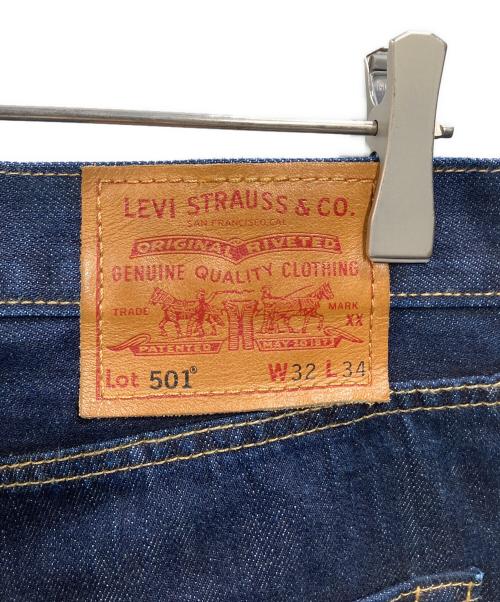 LEVI STRAUSS & CO.
SAN FRANCISCO, CAL
ORIGINAL RIVETED
GENUINE QUALITY CLOTHING
TRADE MARK
XX
PATENTED MAY 20 1873
Lot 501® W32 L34